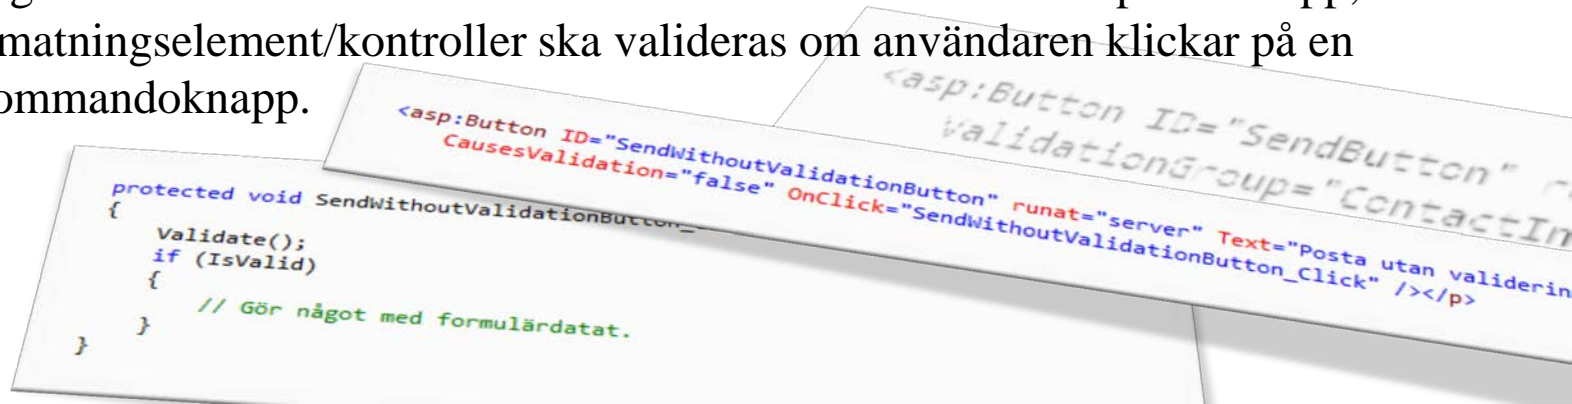 matningselement/kontroller ska valideras om användaren klickar på en
ommandoknapp.
<asp:Button ID="SendButton"
ValidationGroup="ContactIm
<asp:Button ID="SendWithoutValidationButton" runat="server" Text="Posta utan validerin
CausesValidation="false" OnClick="SendWithoutValidationButton_Click" /></p>
protected void SendWithoutValidationButton_
{
Validate();
if (IsValid)
{
// Gör något med formulärdatat.
}
}